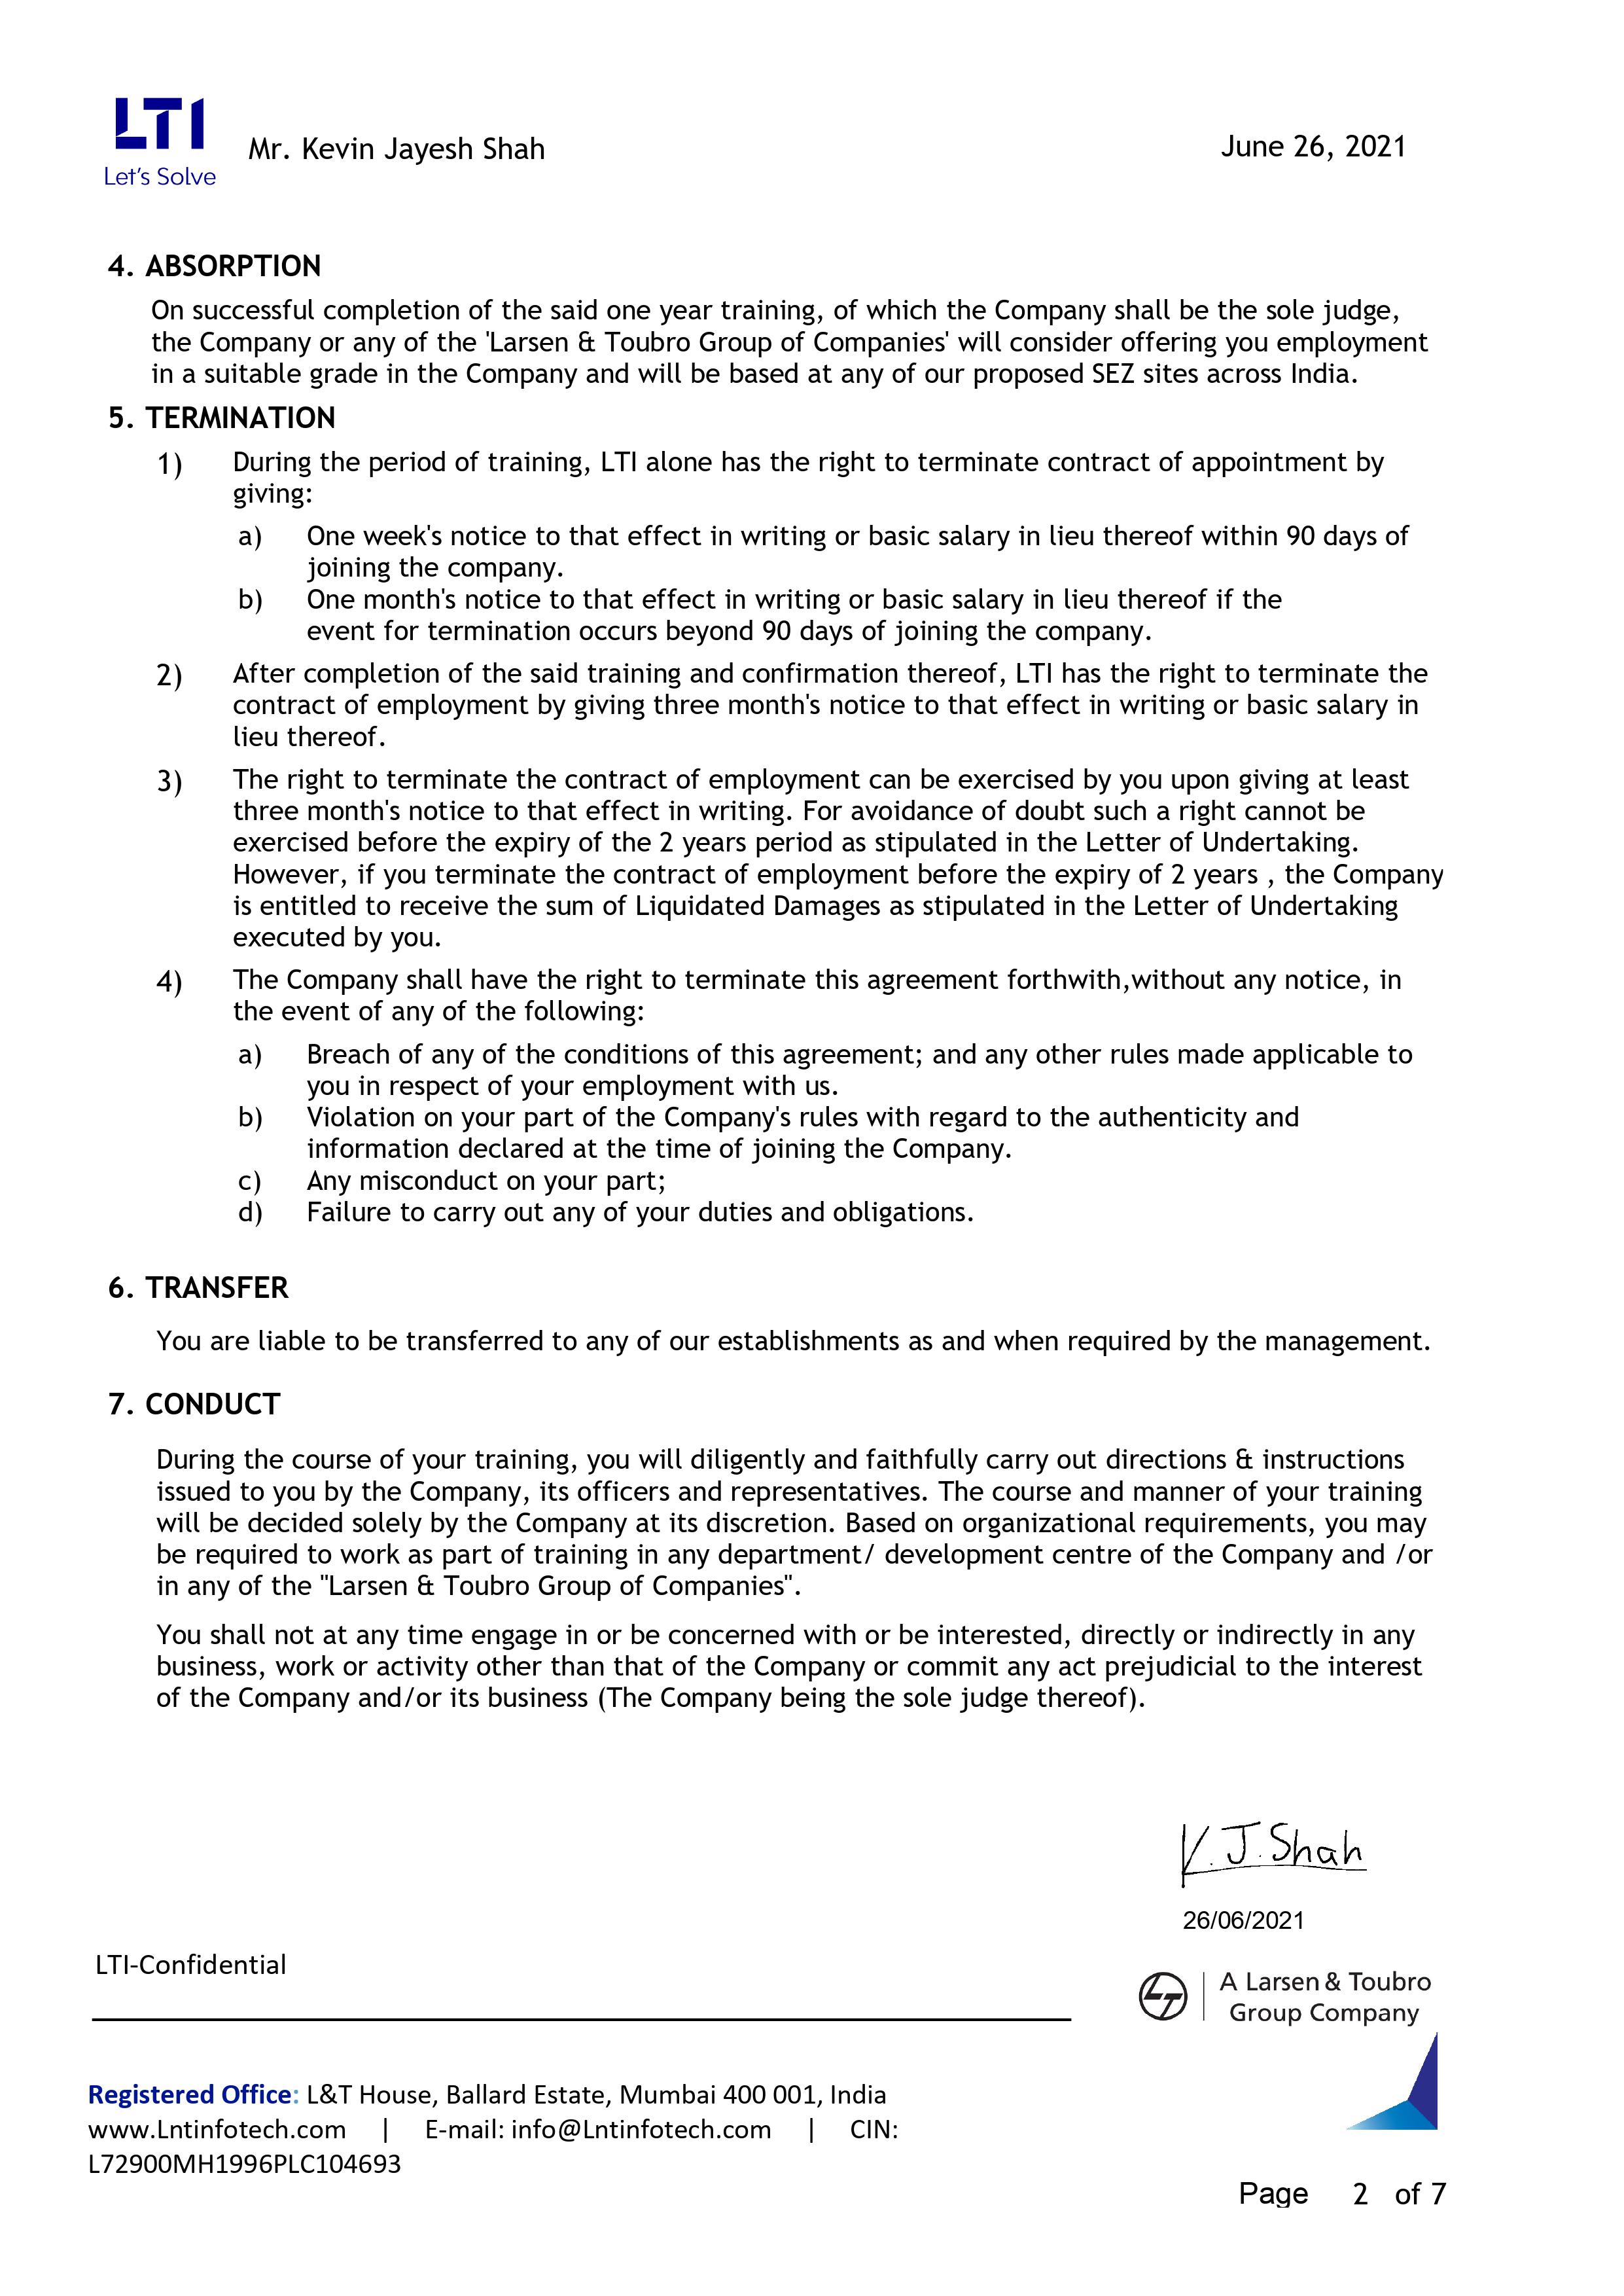 LTI
Let's Solve
Mr. Kevin Jayesh Shah
June 26, 2021
4. ABSORPTION
On successful completion of the said one year training, of which the Company shall be the sole judge,
the Company or any of the 'Larsen & Toubro Group of Companies' will consider offering you employment
in a suitable grade in the Company and will be based at any of our proposed SEZ sites across India.
5. TERMINATION
1) During the period of training, LTI alone has the right to terminate contract of appointment by
giving:
a) One week's notice to that effect in writing or basic salary in lieu thereof within 90 days of
joining the company.
b) One month's notice to that effect in writing or basic salary in lieu thereof if the
event for termination occurs beyond 90 days of joining the company.
2) After completion of the said training and confirmation thereof, LTI has the right to terminate the
contract of employment by giving three month's notice to that effect in writing or basic salary in
lieu thereof.
3) The right to terminate the contract of employment can be exercised by you upon giving at least
three month's notice to that effect in writing. For avoidance of doubt such a right cannot be
exercised before the expiry of the 2 years period as stipulated in the Letter of Undertaking.
However, if you terminate the contract of employment before the expiry of 2 years , the Company
is entitled to receive the sum of Liquidated Damages as stipulated in the Letter of Undertaking
executed by you.
4) The Company shall have the right to terminate this agreement forthwith,without any notice, in
the event of any of the following:
a) Breach of any of the conditions of this agreement; and any other rules made applicable to
you in respect of your employment with us.
b) Violation on your part of the Company's rules with regard to the authenticity and
information declared at the time of joining the Company.
c) Any misconduct on your part;
d) Failure to carry out any of your duties and obligations.
6. TRANSFER
You are liable to be transferred to any of our establishments as and when required by the management.
7. CONDUCT
During the course of your training, you will diligently and faithfully carry out directions & instructions
issued to you by the Company, its officers and representatives. The course and manner of your training
will be decided solely by the Company at its discretion. Based on organizational requirements, you may
be required to work as part of training in any department/ development centre of the Company and /or
in any of the "Larsen & Toubro Group of Companies".
You shall not at any time engage in or be concerned with or be interested, directly or indirectly in any
business, work or activity other than that of the Company or commit any act prejudicial to the interest
of the Company and/or its business (The Company being the sole judge thereof).
K.J.Shah
26/06/2021
LTI-Confidential
LT A Larsen & Toubro
Group Company
Registered Office: L&T House, Ballard Estate, Mumbai 400 001, India
www.Lntinfotech.com | E-mail: info@Lntinfotech.com | CIN:
L72900MH1996PLC104693
Page 2 of 7